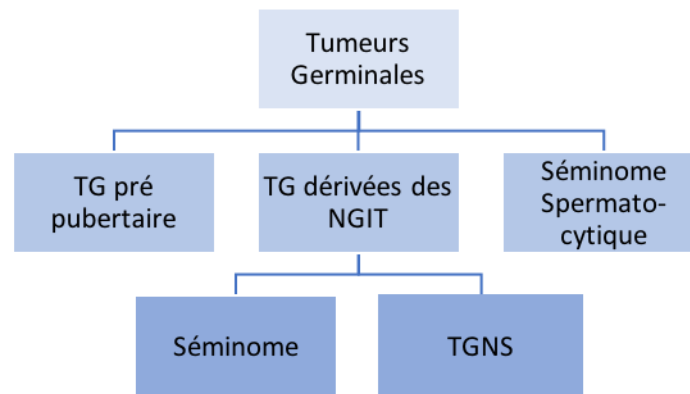 Tumeurs
Germinales
TG pré
pubertaire
TG dérivées des
NGIT
Séminome
Spermato-
cytique
Séminome
TGNS